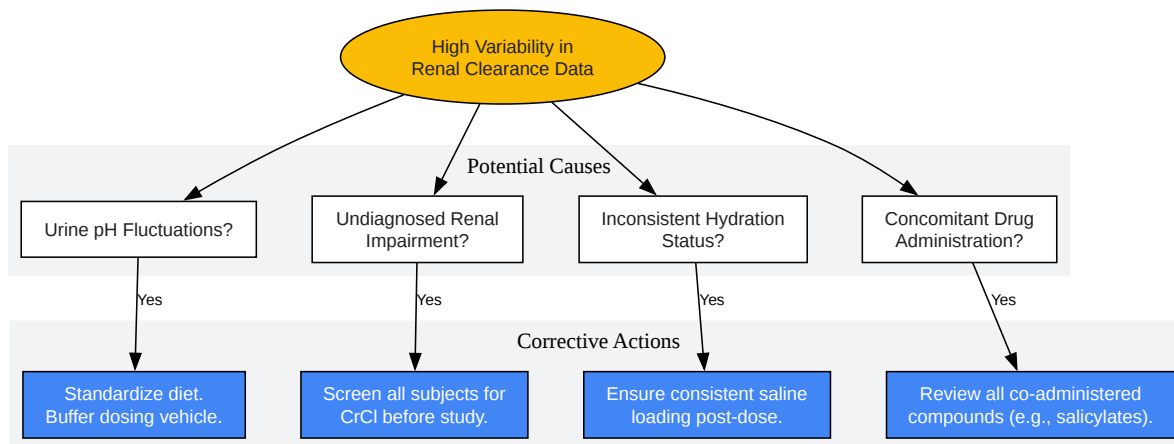 High Variability in
Renal Clearance Data
Potential Causes
Urine pH Fluctuations?
Undiagnosed Renal
Impairment?
Inconsistent Hydration
Status?
Concomitant Drug
Administration?
Yes
Yes
Yes
Yes
Corrective Actions
Standardize diet.
Buffer dosing vehicle.
Screen all subjects for
CrCl before study.
Ensure consistent saline
loading post-dose.
Review all co-administered
compounds (e.g., salicylates).